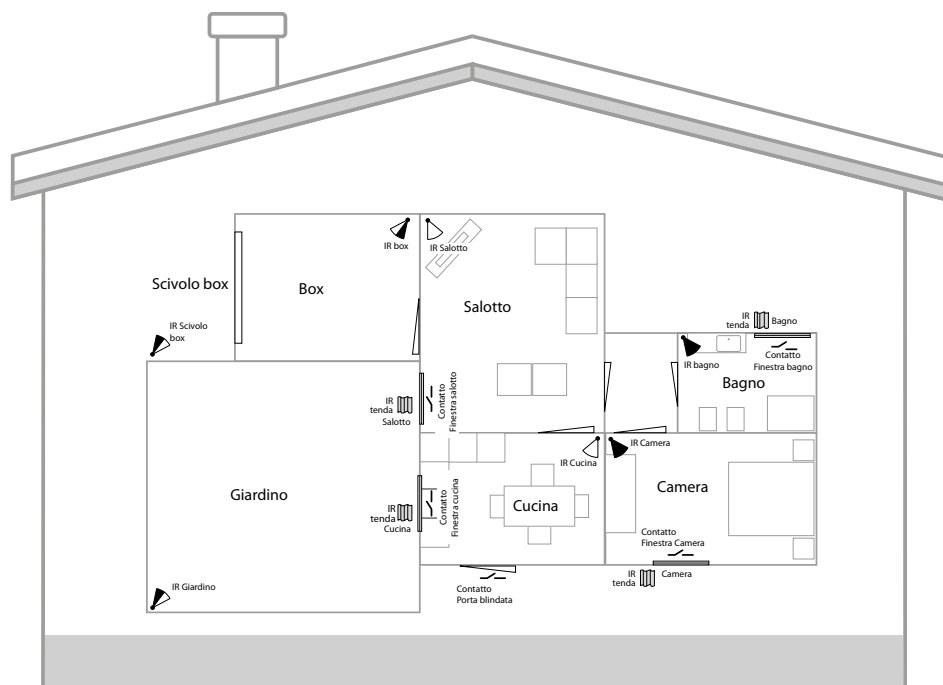 IR box
IR Salotto
Scivolo box
Box
Salotto
IR Scivolo
box
IR
tenda
Bagno
IR bagno
Contatto
Finestra bagno
Bagno
IR
tenda
Salotto
Contatto
Finestra salotto
IR Cucina
IR Camera
Giardino
Cucina
Camera
IR
tenda
Cucina
Contatto
Finestra cucina
Contatto
Finestra Camera
IR
tenda
Camera
IR Giardino
Contatto
Porta blindata